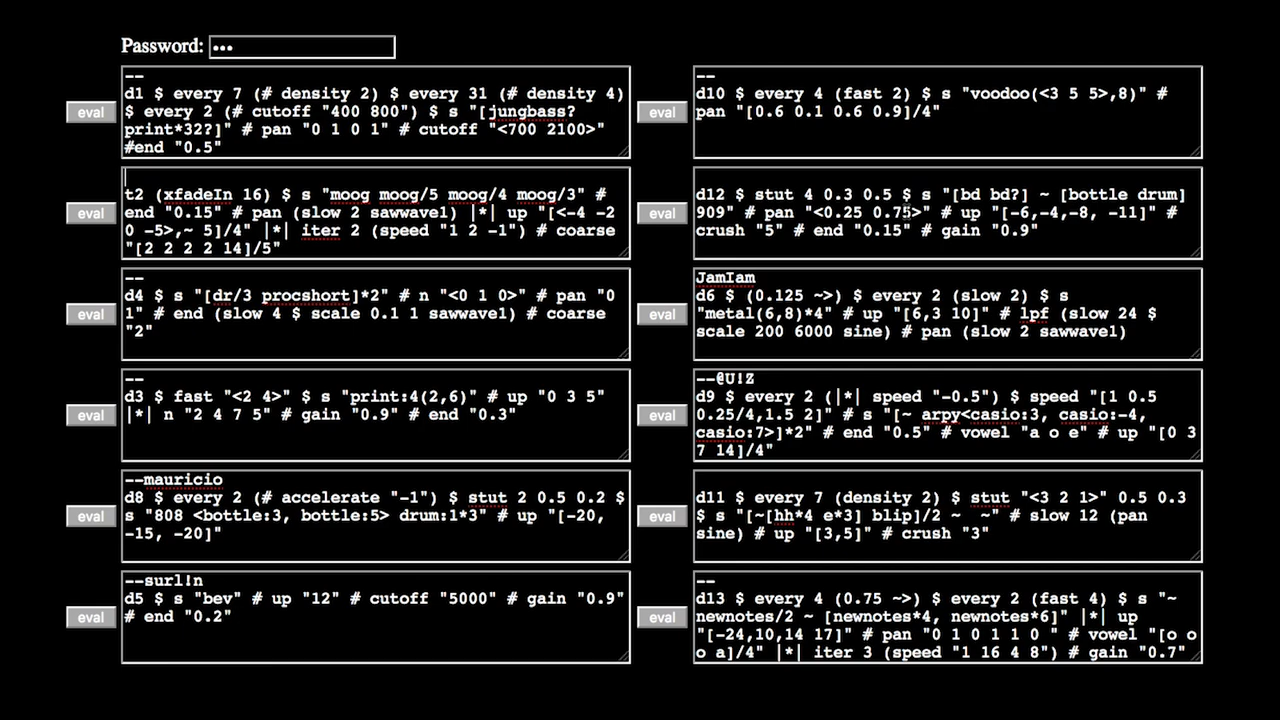 Password: •••
eval
--
d1 $ every 7 (# density 2) $ every 31 (# density 4)
$ every 2 (# cutoff "400 800") $ s "[jungbass?
print*32?]" # pan "0 1 0 1" # cutoff "<700 2100>"
#end "0.5"
eval
--
d10 $ every 4 (fast 2) $ s "voodoo(<3 5 5>,8)" #
pan "[0.6 0.1 0.6 0.9]/4"
eval
t2 (xfadeIn 16) $ s "moog moog/5 moog/4 moog/3" #
end "0.15" # pan (slow 2 sawwave1) |*| up "[<-4 -2
0 -5>,~ 5]/4" |*| iter 2 (speed "1 2 -1") # coarse
"[2 2 2 2 14]/5"
eval
d12 $ stut 4 0.3 0.5 $ s "[bd bd?] ~ [bottle drum]
909" # pan "<0.25 0.75>" # up "[-6,-4,-8, -11]" #
crush "5" # end "0.15" # gain "0.9"
eval
--
d4 $ s "[dr/3 procshort]*2" # n "<0 1 0>" # pan "0
1" # end (slow 4 $ scale 0.1 1 sawwave1) # coarse
"2"
eval
JamIam
d6 $ (0.125 ~>) $ every 2 (slow 2) $ s
"metal(6,8)*4" # up "[6,3 10]" # lpf (slow 24 $
scale 200 6000 sine) # pan (slow 2 sawwave1)
eval
--
d3 $ fast "<2 4>" $ s "print:4(2,6)" # up "0 3 5"
|*| n "2 4 7 5" # gain "0.9" # end "0.3"
eval
--@U!Z
d9 $ every 2 (|*| speed "-0.5") $ speed "[1 0.5
0.25/4,1.5 2]" # s "[~ arpy<casio:3, casio:-4,
casio:7>]*2" # end "0.5" # vowel "a o e" # up "[0 3
7 14]/4"
eval
--mauricio
d8 $ every 2 (# accelerate "-1") $ stut 2 0.5 0.2 $
s "808 <bottle:3, bottle:5> drum:1*3" # up "[-20,
-15, -20]"
eval
d11 $ every 7 (density 2) $ stut "<3 2 1>" 0.5 0.3
$ s "[~[hh*4 e*3] blip]/2 ~  ~" # slow 12 (pan
sine) # up "[3,5]" # crush "3"
eval
--surl!n
d5 $ s "bev" # up "12" # cutoff "5000" # gain "0.9"
# end "0.2"
eval
--
d13 $ every 4 (0.75 ~>) $ every 2 (fast 4) $ s "~
newnotes/2 ~ [newnotes*4, newnotes*6]" |*| up
"[-24,10,14 17]" # pan "0 1 0 1 1 0 " # vowel "[o o
o a]/4" |*| iter 3 (speed "1 16 4 8") # gain "0.7"